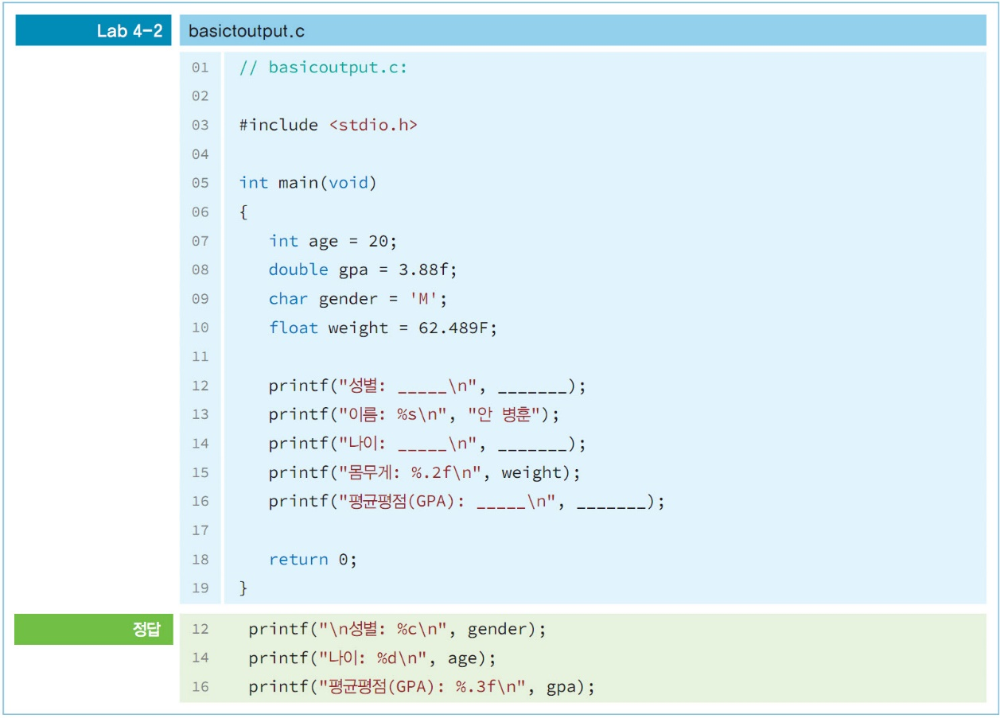 Lab 4-2 basictoutput.c
01 // basicoutput.c:
02
03 #include <stdio.h>
04
05 int main(void)
06 {
07    int age = 20;
08    double gpa = 3.88f;
09    char gender = 'M';
10    float weight = 62.489F;
11
12    printf("성별: _____\n", _______);
13    printf("이름: %s\n", "안 병훈");
14    printf("나이: _____\n", _______);
15    printf("몸무게: %.2f\n", weight);
16    printf("평균평점(GPA): _____\n", _______);
17
18    return 0;
19 }
정답 12 printf("\n성별: %c\n", gender);
14 printf("나이: %d\n", age);
16 printf("평균평점(GPA): %.3f\n", gpa);